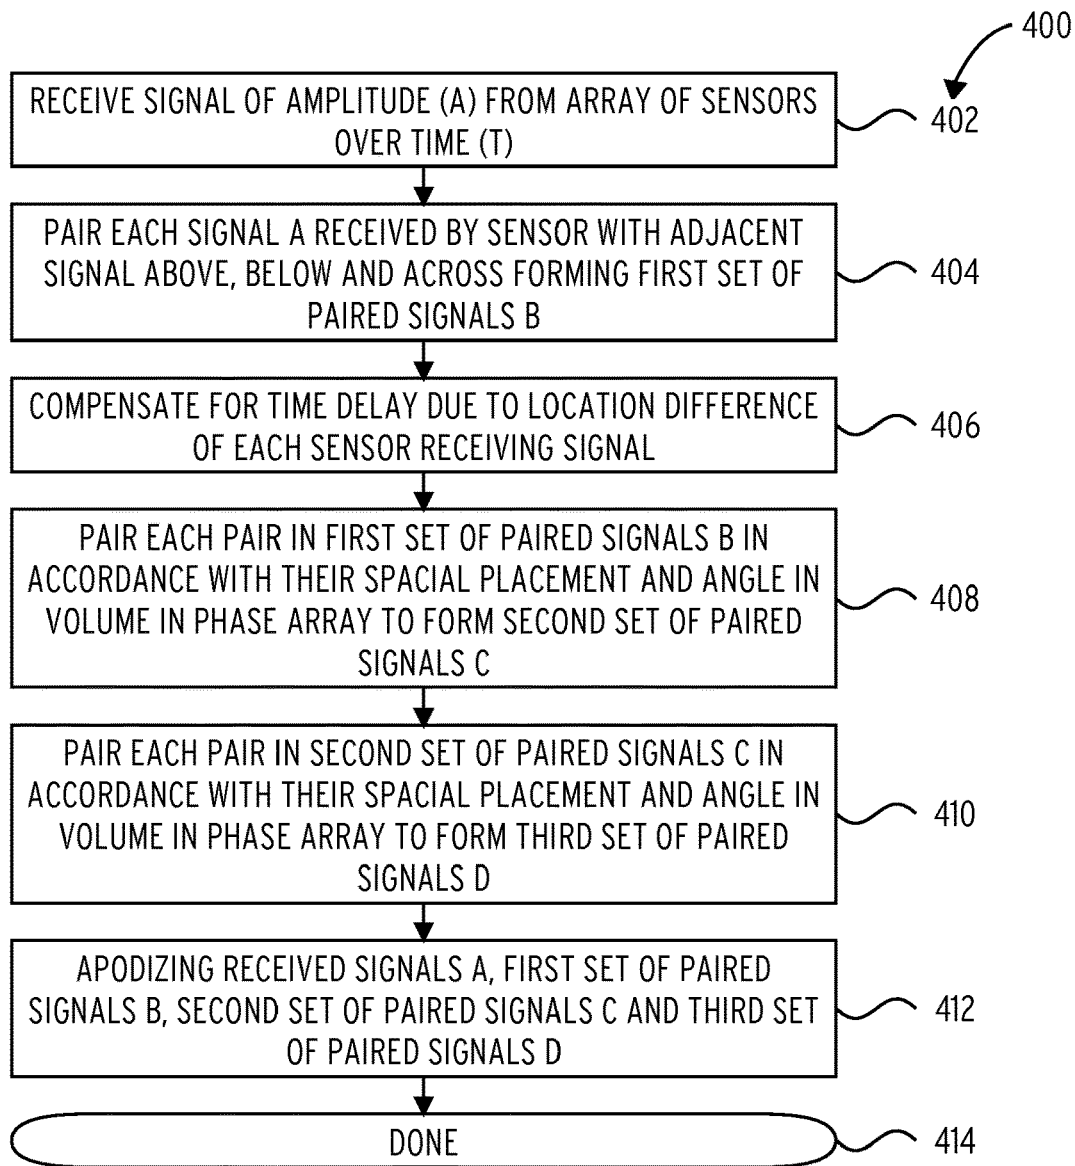 400
RECEIVE SIGNAL OF AMPLITUDE (A) FROM ARRAY OF SENSORS
OVER TIME (T)
402
PAIR EACH SIGNAL A RECEIVED BY SENSOR WITH ADJACENT
SIGNAL ABOVE, BELOW AND ACROSS FORMING FIRST SET OF
PAIRED SIGNALS B
404
COMPENSATE FOR TIME DELAY DUE TO LOCATION DIFFERENCE
OF EACH SENSOR RECEIVING SIGNAL
406
PAIR EACH PAIR IN FIRST SET OF PAIRED SIGNALS B IN
ACCORDANCE WITH THEIR SPACIAL PLACEMENT AND ANGLE IN
VOLUME IN PHASE ARRAY TO FORM SECOND SET OF PAIRED
SIGNALS C
408
PAIR EACH PAIR IN SECOND SET OF PAIRED SIGNALS C IN
ACCORDANCE WITH THEIR SPACIAL PLACEMENT AND ANGLE IN
VOLUME IN PHASE ARRAY TO FORM THIRD SET OF PAIRED
SIGNALS D
410
APODIZING RECEIVED SIGNALS A, FIRST SET OF PAIRED
SIGNALS B, SECOND SET OF PAIRED SIGNALS C AND THIRD SET
OF PAIRED SIGNALS D
412
DONE
414